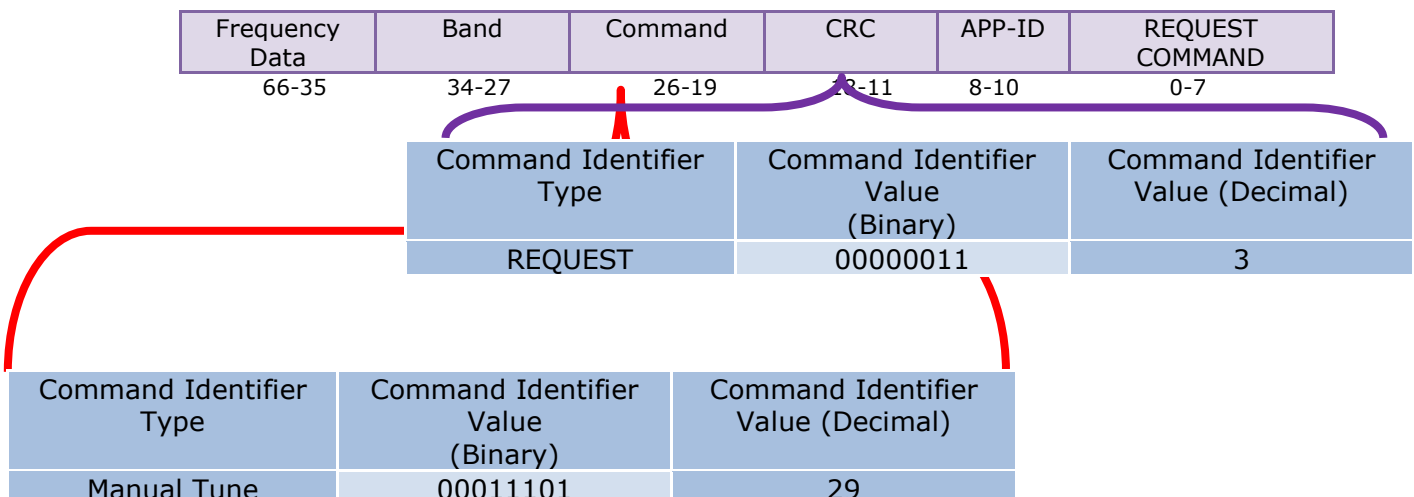 Frequency Data
Band
Command
CRC
APP-ID
REQUEST COMMAND
66-35
34-27
26-19
18-11
8-10
0-7
Command Identifier Type
Command Identifier Value (Binary)
Command Identifier Value (Decimal)
REQUEST
00000011
3
Command Identifier Type
Command Identifier Value (Binary)
Command Identifier Value (Decimal)
Manual Tune
00011101
29